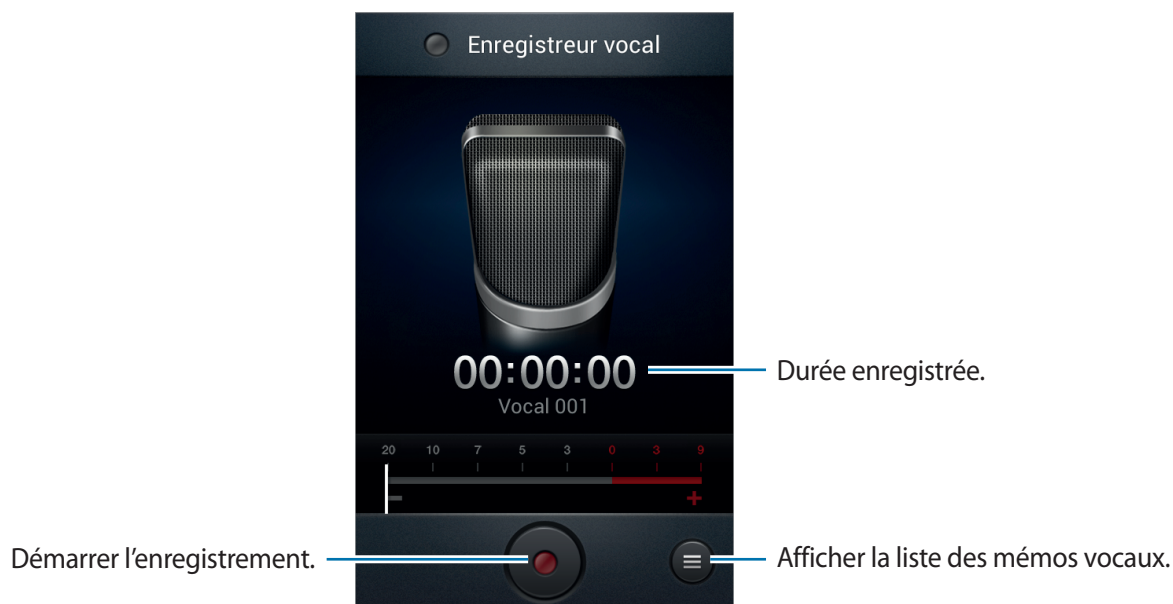 Enregistreur vocal
00:00:00
Durée enregistrée.
Vocal 001
20 10 7 5 3 0 3 9
- +
Démarrer l'enregistrement.
Afficher la liste des mémos vocaux.